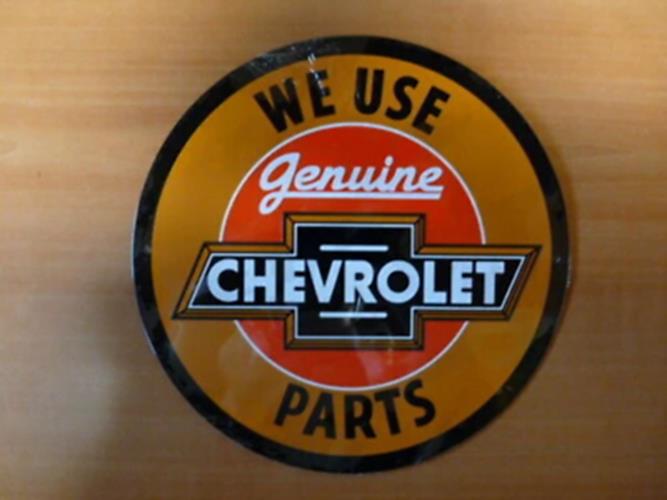 WE USE
Genuine
CHEVROLET
PARTS